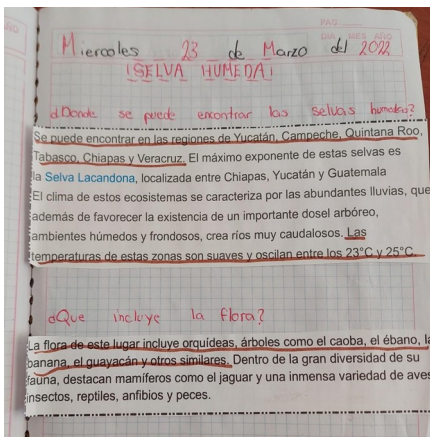 PAG
DIA MES AÑO
Miercoles 23 de Marzo del 2022
¡SELVA HUMEDA!
¿Donde se puede encontrar las selvas humedas?
Se puede encontrar en las regiones de Yucatán, Campeche, Quintana Roo,
Tabasco, Chiapas y Veracruz. El máximo exponente de estas selvas es
la Selva Lacandona, localizada entre Chiapas, Yucatán y Guatemala
El clima de estos ecosistemas se caracteriza por las abundantes lluvias, que
además de favorecer la existencia de un importante dosel arbóreo,
ambientes húmedos y frondosos, crea ríos muy caudalosos. Las
temperaturas de estas zonas son suaves y oscilan entre los 23°C y 25°C.
¿Que incluye la flora?
La flora de este lugar incluye orquídeas, árboles como el caoba, el ébano, la
banana, el guayacán y otros similares. Dentro de la gran diversidad de su
fauna, destacan mamíferos como el jaguar y una inmensa variedad de aves
insectos, reptiles, anfibios y peces.